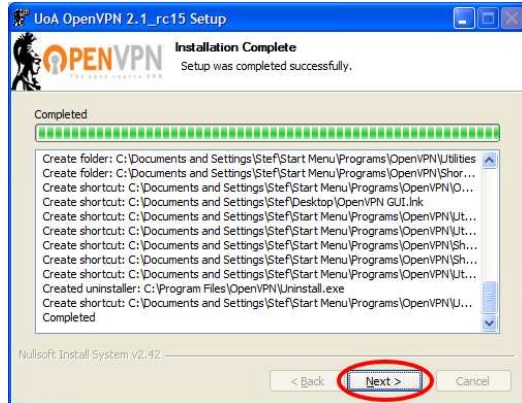 UoA OpenVPN 2.1_rc15 Setup
OPENVPN
The open source VPN
Installation Complete
Setup was completed successfully.
Completed
Create folder: C:\Documents and Settings\Stef\Start Menu\Programs\OpenVPN\Utilities
Create folder: C:\Documents and Settings\Stef\Start Menu\Programs\OpenVPN\Shor...
Create shortcut: C:\Documents and Settings\Stef\Start Menu\Programs\OpenVPN\O...
Create shortcut: C:\Documents and Settings\Stef\Desktop\OpenVPN GUI.lnk
Create shortcut: C:\Documents and Settings\Stef\Start Menu\Programs\OpenVPN\Ut...
Create shortcut: C:\Documents and Settings\Stef\Start Menu\Programs\OpenVPN\Ut...
Create shortcut: C:\Documents and Settings\Stef\Start Menu\Programs\OpenVPN\Sh...
Create shortcut: C:\Documents and Settings\Stef\Start Menu\Programs\OpenVPN\Sh...
Create shortcut: C:\Documents and Settings\Stef\Start Menu\Programs\OpenVPN\Ut...
Created uninstaller: C:\Program Files\OpenVPN\Uninstall.exe
Create shortcut: C:\Documents and Settings\Stef\Start Menu\Programs\OpenVPN\U...
Completed
Nullsoft Install System v2.42
< Back
Next >
Cancel